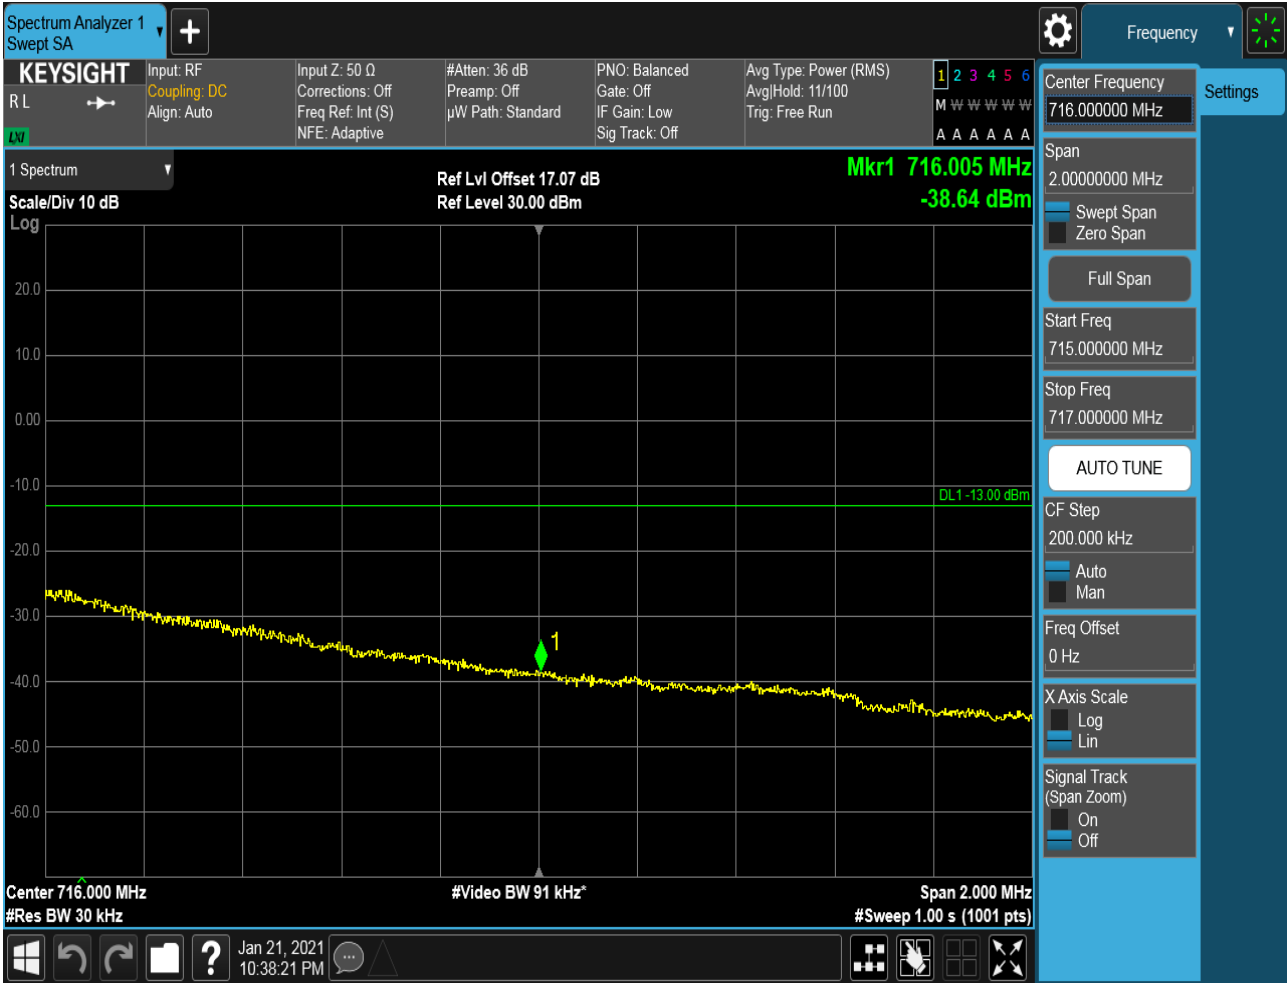 Spectrum Analyzer 1
Swept SA
+
Frequency
KEYSIGHT
R L
LXI
Input: RF
Coupling: DC
Align: Auto
Input Z: 50 Ω
Corrections: Off
Freq Ref: Int (S)
NFE: Adaptive
#Atten: 36 dB
Preamp: Off
µW Path: Standard
PNO: Balanced
Gate: Off
IF Gain: Low
Sig Track: Off
Avg Type: Power (RMS)
Avg|Hold: 11/100
Trig: Free Run
1 2 3 4 5 6
M W W W W W
A A A A A A
1 Spectrum
Scale/Div 10 dB
Log
Ref Lvl Offset 17.07 dB
Ref Level 30.00 dBm
Mkr1 716.005 MHz
-38.64 dBm
20.0
10.0
0.00
-10.0
DL1 -13.00 dBm
-20.0
-30.0
1
-40.0
-50.0
-60.0
Center 716.000 MHz
#Video BW 91 kHz*
Span 2.000 MHz
#Res BW 30 kHz
#Sweep 1.00 s (1001 pts)
?
Jan 21, 2021
10:38:21 PM
Center Frequency
716.000000 MHz
Settings
Span
2.00000000 MHz
Swept Span
Zero Span
Full Span
Start Freq
715.000000 MHz
Stop Freq
717.000000 MHz
AUTO TUNE
CF Step
200.000 kHz
Auto
Man
Freq Offset
0 Hz
X Axis Scale
Log
Lin
Signal Track
(Span Zoom)
On
Off